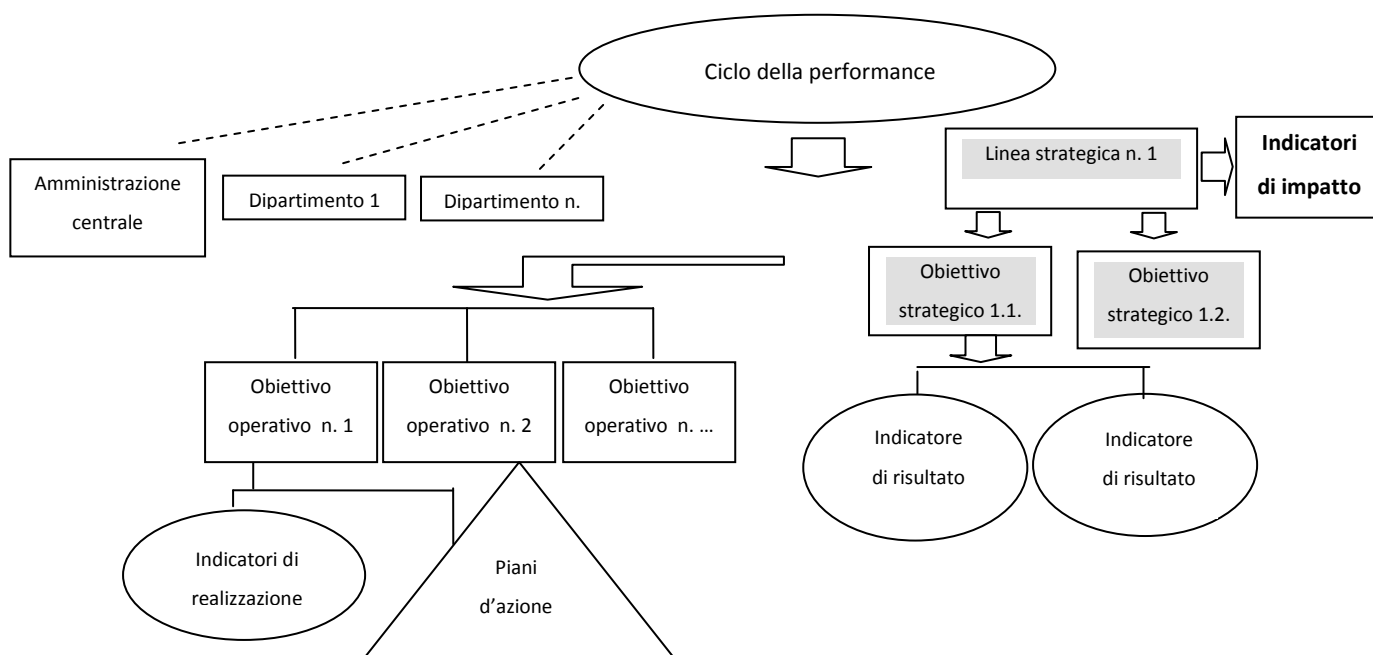 Ciclo della performance
Linea strategica n. 1
Indicatori
di impatto
Amministrazione
centrale
Dipartimento 1
Dipartimento n.
Obiettivo
strategico 1.1.
Obiettivo
strategico 1.2.
Obiettivo
operativo n. 1
Obiettivo
operativo n. 2
Obiettivo
operativo n. ...
Indicatore
di risultato
Indicatore
di risultato
Indicatori di
realizzazione
Piani
d’azione